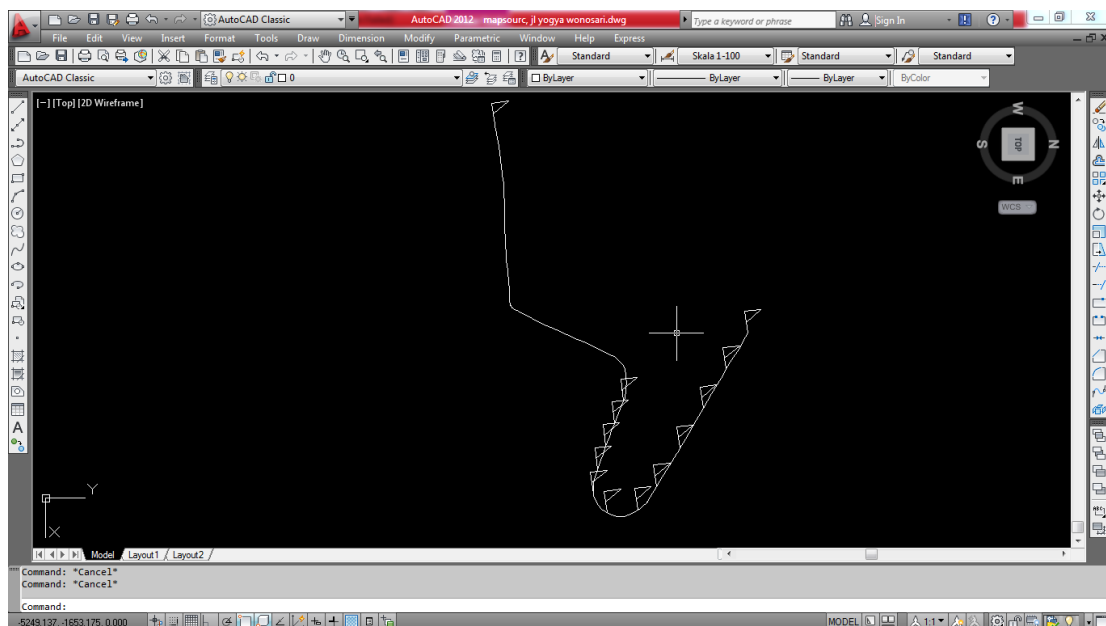 AutoCAD Classic
AutoCAD 2012 mapsourc, jl yogya wonosari.dwg
Type a keyword or phrase
Sign In
File Edit View Insert Format Tools Draw Dimension Modify Parametric Window Help Express
Standard Skala 1-100 Standard Standard
AutoCAD Classic 0 ByLayer ByLayer ByLayer ByColor
[−] [Top] [2D Wireframe]
W
S TOP N
E
WCS
A
Y
X
Model Layout1 Layout2
Command: *Cancel*
Command: *Cancel*
Command:
-5249.137, -1653.175, 0.000 MODEL 1:1